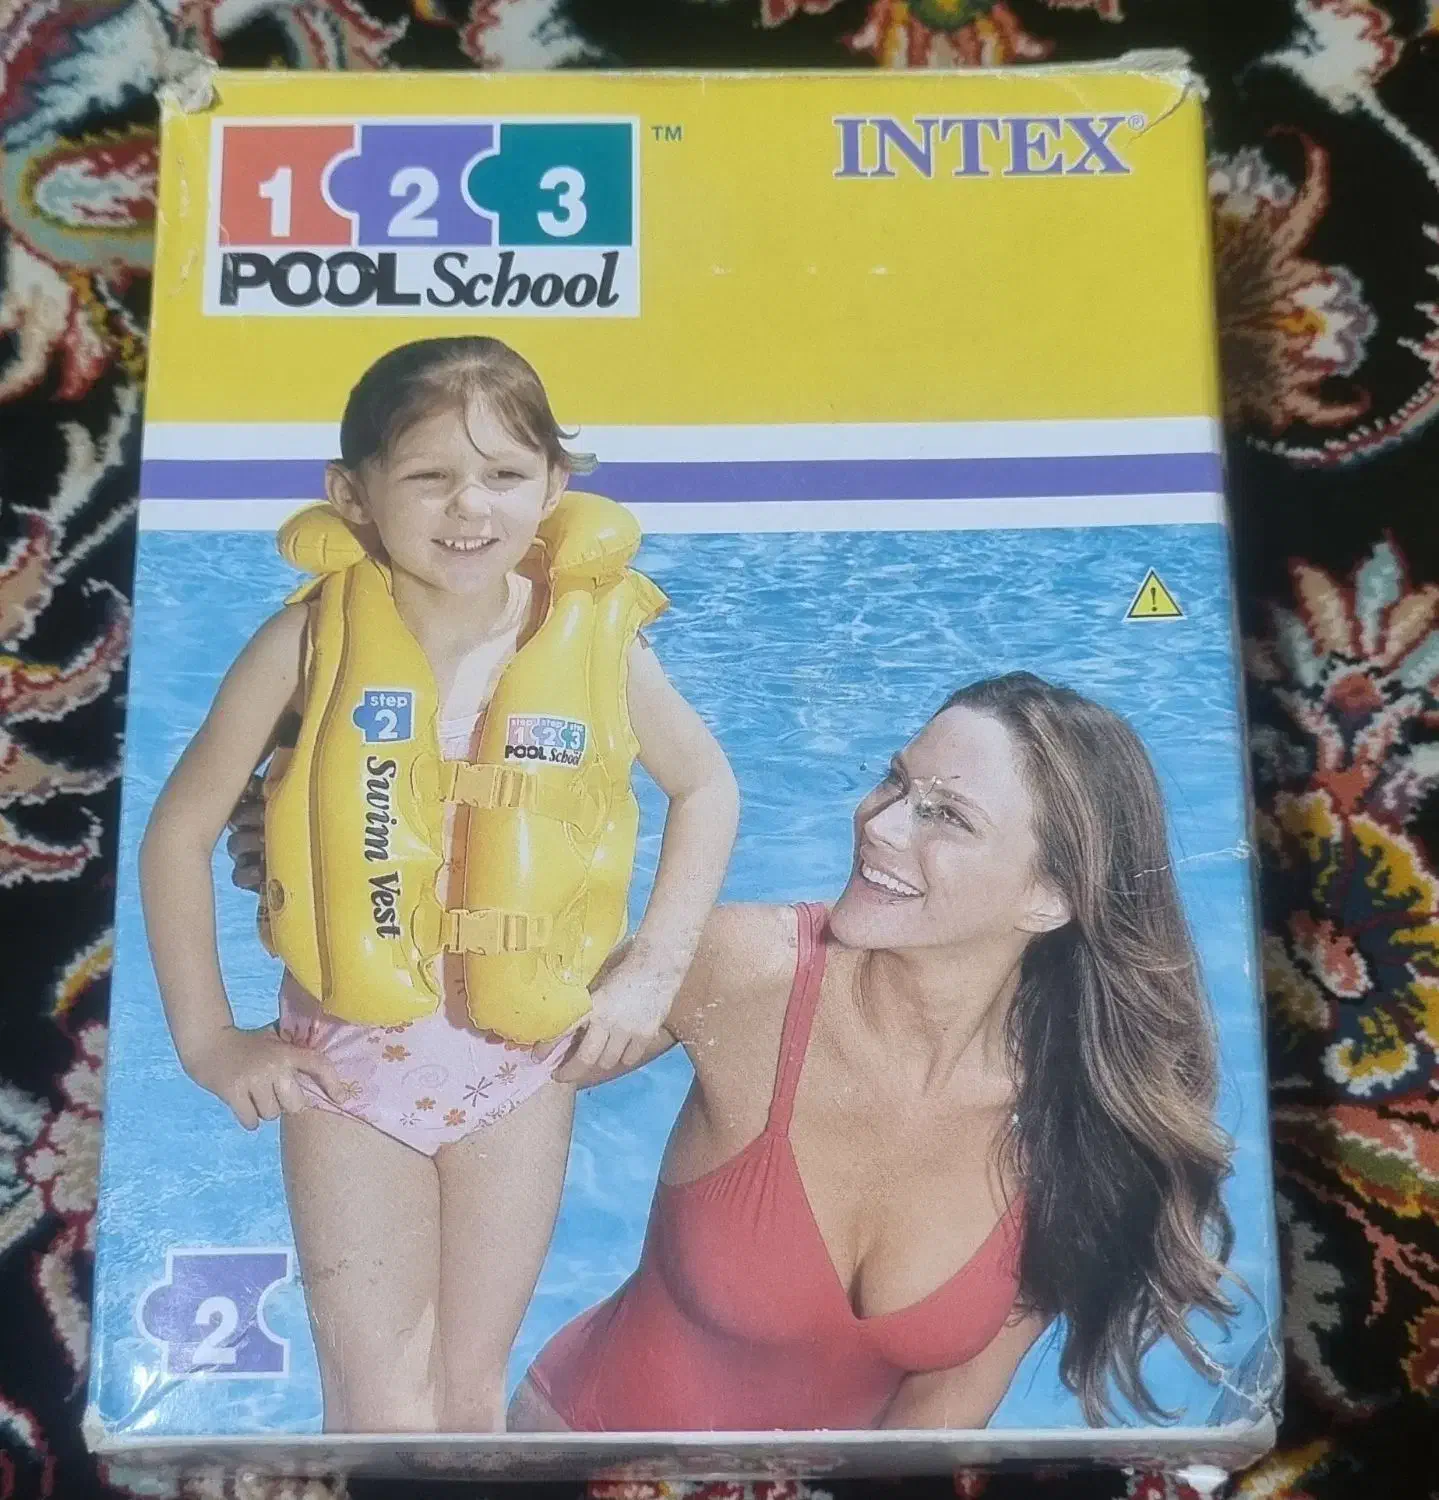 1 2 3 ™
POOL School
INTEX®
step
2
Swim Vest
step step step
1 2 3
POOL School
!
2